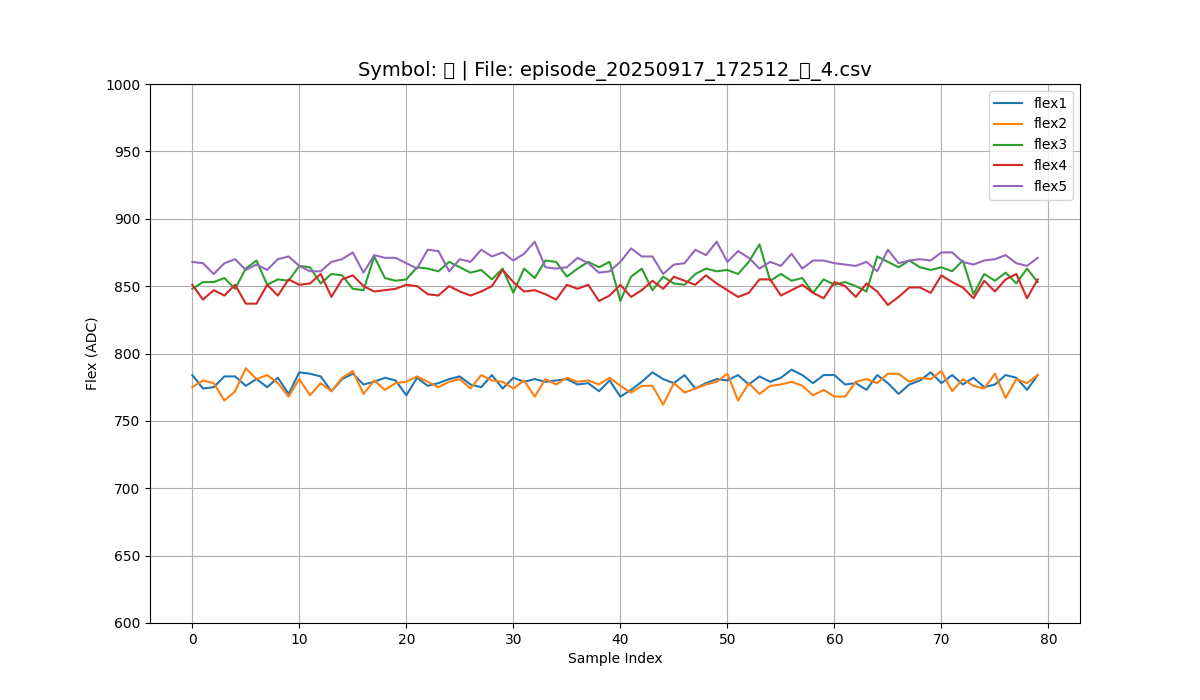 Symbol: ▯ | File: episode_20250917_172512_▯_4.csv
1000
950
900
850
800
750
700
650
600
Flex (ADC)
flex1
flex2
flex3
flex4
flex5
0 10 20 30 40 50 60 70 80
Sample Index